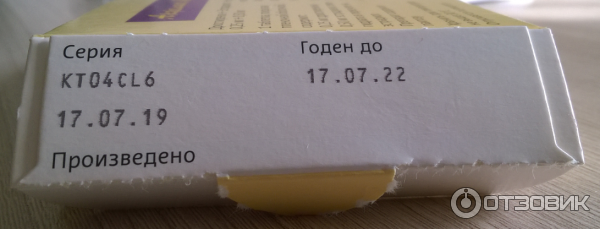 Серия
KT04CL6
17.07.19
Произведено
Годен до
17.07.22
ОТЗОВИК